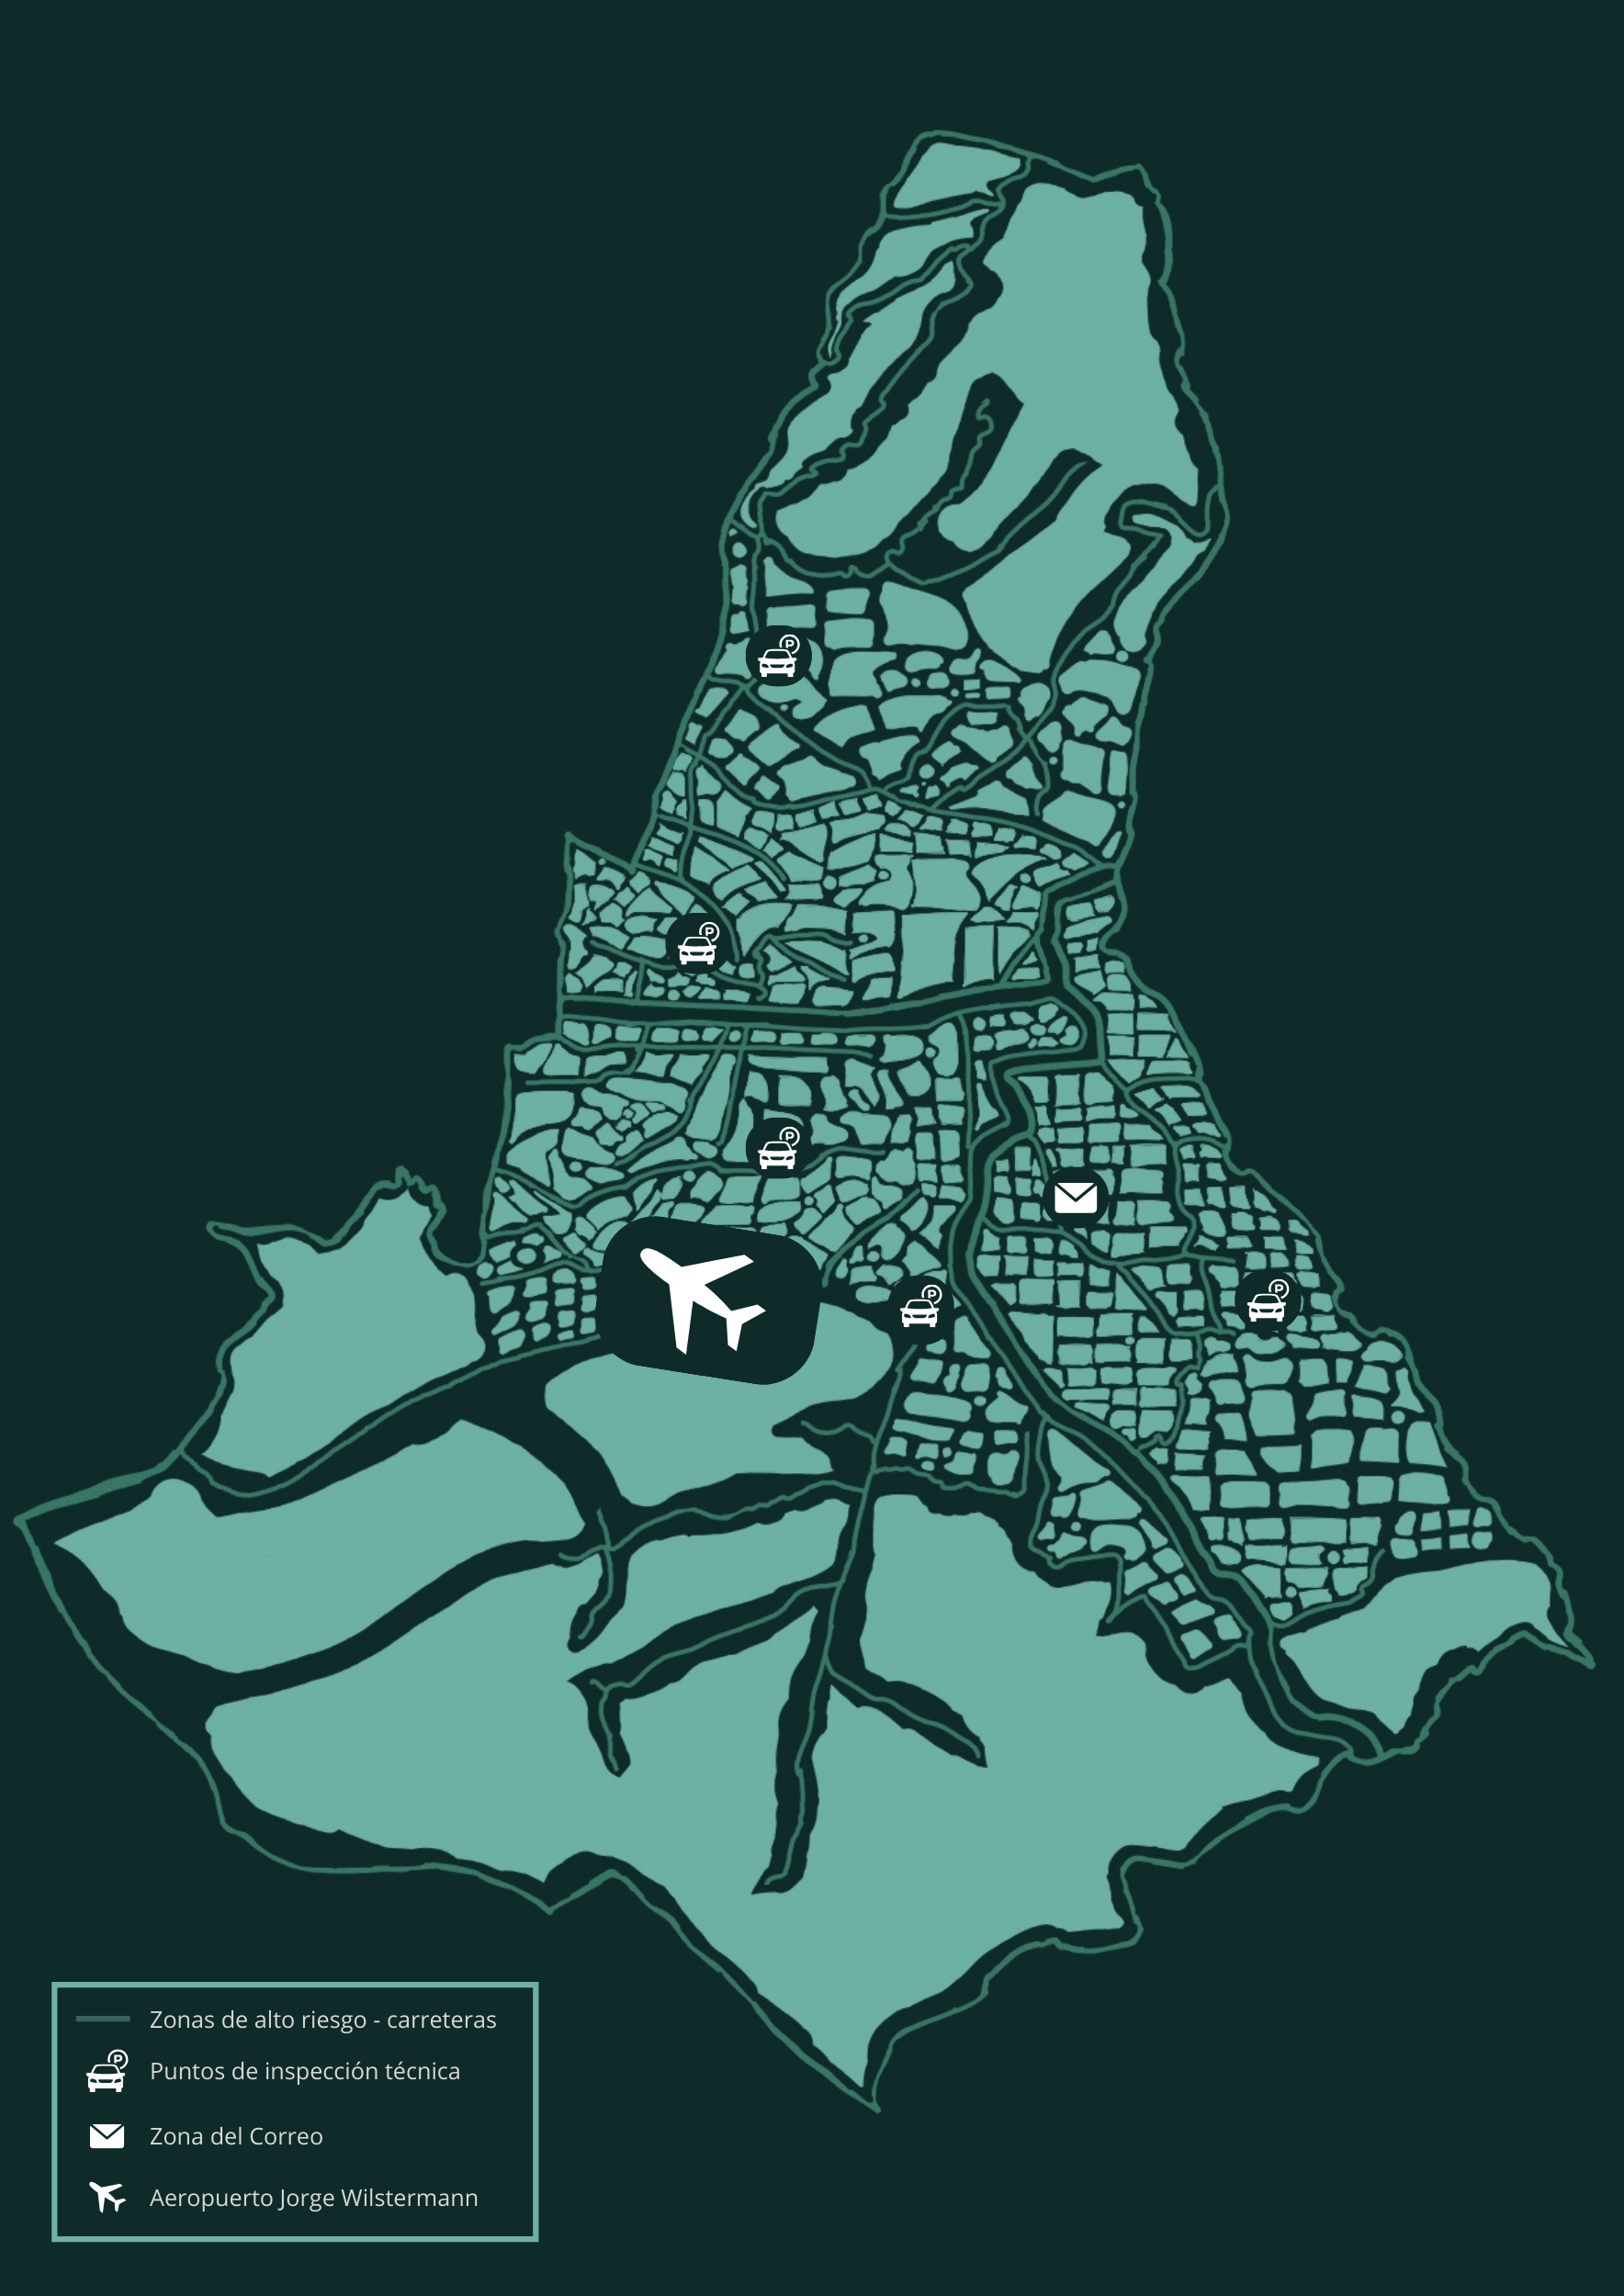 P
P
P
P
P
Zonas de alto riesgo - carreteras
P
Puntos de inspección técnica
Zona del Correo
Aeropuerto Jorge Wilstermann